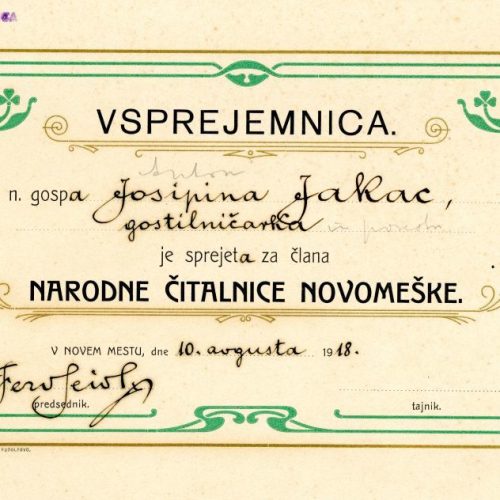 VSPREJEMNICA.
Anton
n. gospa Josipina Jakac,
gostilničarka in
je sprejeta za člana
NARODNE ČITALNICE NOVOMEŠKE.
V NOVEM MESTU, dne 10. avgusta 1918.
predsednik. tajnik.